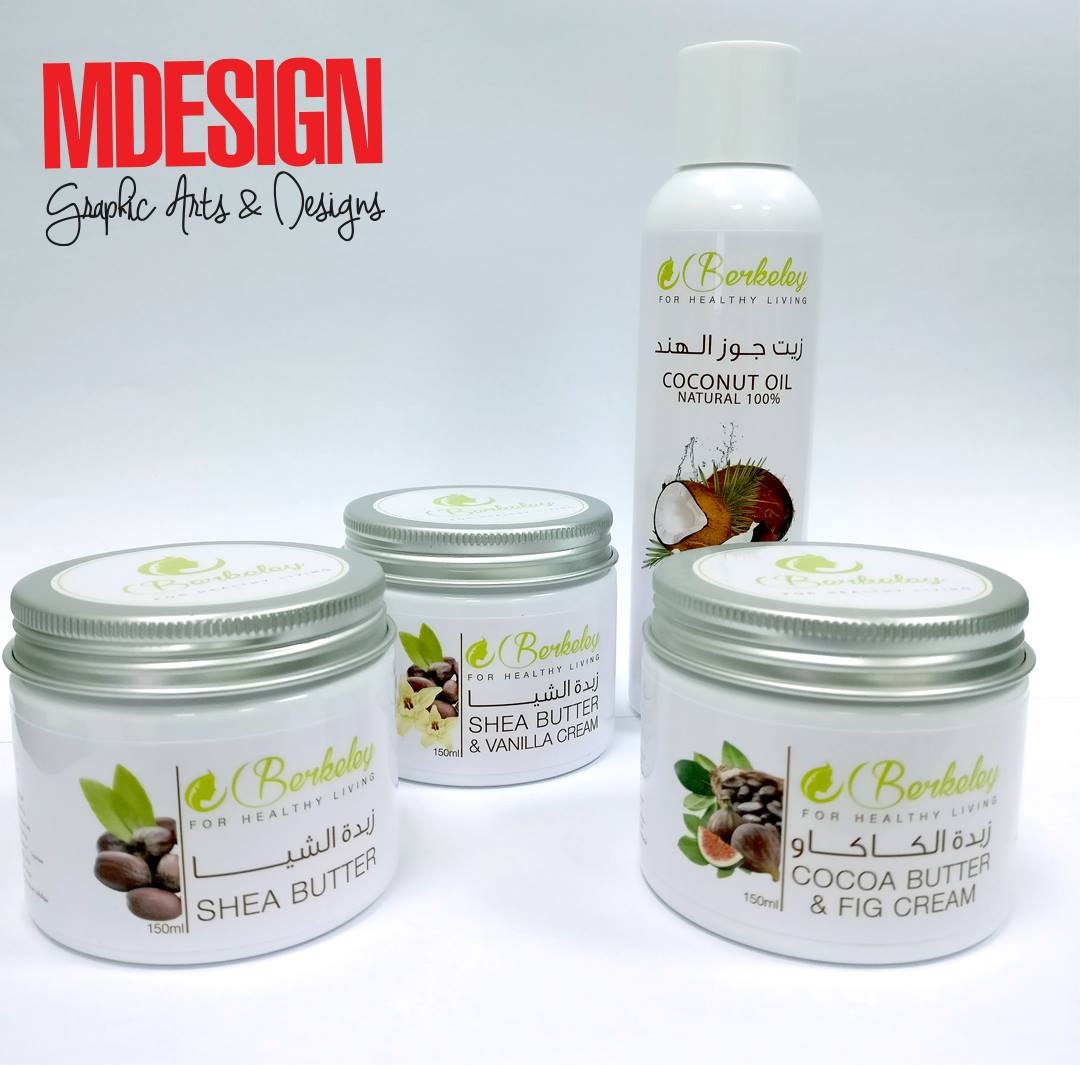 MDESIGN
Graphic Arts & Designs
Berkeley
FOR HEALTHY LIVING
زيت جوز الهند
COCONUT OIL
NATURAL 100%
Berkeley
FOR HEALTHY LIVING
Berkeley
FOR HEALTHY LIVING
زبدة الشيا
SHEA BUTTER
& VANILLA CREAM
150ml
Berkeley
FOR HEALTHY LIVING
Berkeley
FOR HEALTHY LIVING
زبدة الشيا
SHEA BUTTER
150ml
Berkeley
FOR HEALTHY LIVING
Berkeley
FOR HEALTHY LIVING
زبدة الكاكاو
COCOA BUTTER
& FIG CREAM
150ml